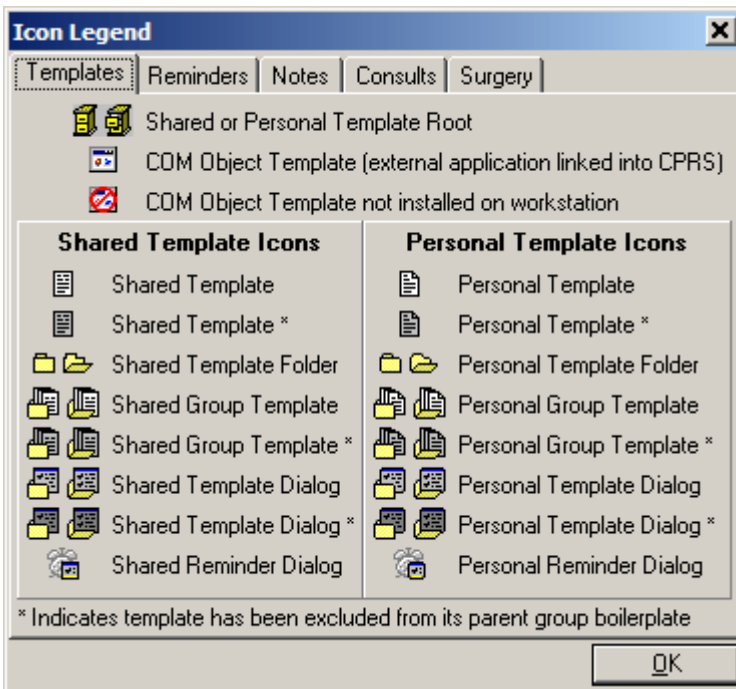 Icon Legend
Templates Reminders Notes Consults Surgery
Shared or Personal Template Root
COM Object Template (external application linked into CPRS)
COM Object Template not installed on workstation
Shared Template Icons
Shared Template
Shared Template *
Shared Template Folder
Shared Group Template
Shared Group Template *
Shared Template Dialog
Shared Template Dialog *
Shared Reminder Dialog
Personal Template Icons
Personal Template
Personal Template *
Personal Template Folder
Personal Group Template
Personal Group Template *
Personal Template Dialog
Personal Template Dialog *
Personal Reminder Dialog
* Indicates template has been excluded from its parent group boilerplate
OK